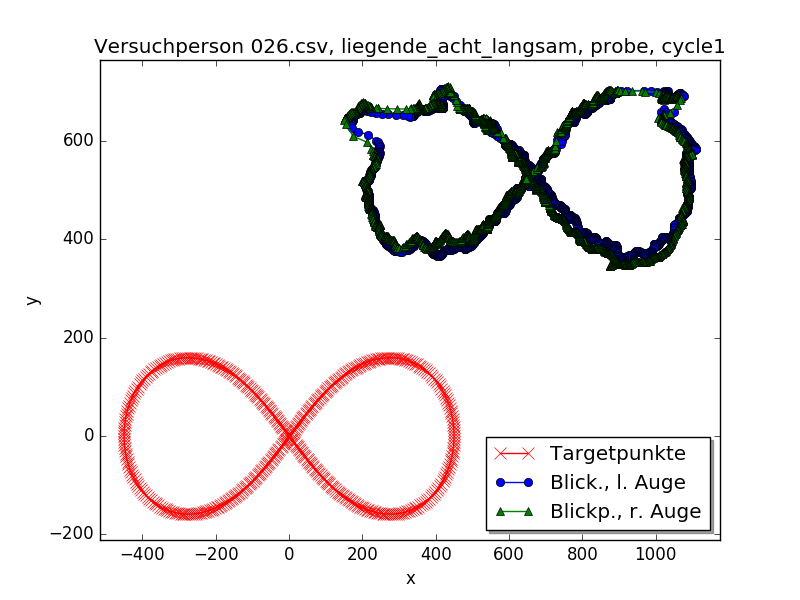 Versuchperson 026.csv, liegende_acht_langsam, probe, cycle1
600
400
200
0
−200
y
−400
−200
0
200
400
600
800
1000
x
Targetpunkte
Blick., l. Auge
Blickp., r. Auge